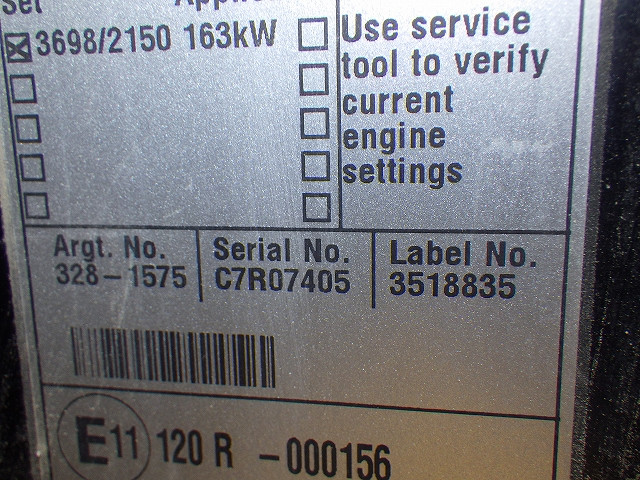 Set
3698/2150 163kW
Use service
tool to verify
current
engine
settings
Argt. No.
328-1575
Serial No.
C7R07405
Label No.
3518835
E11 120 R -000156